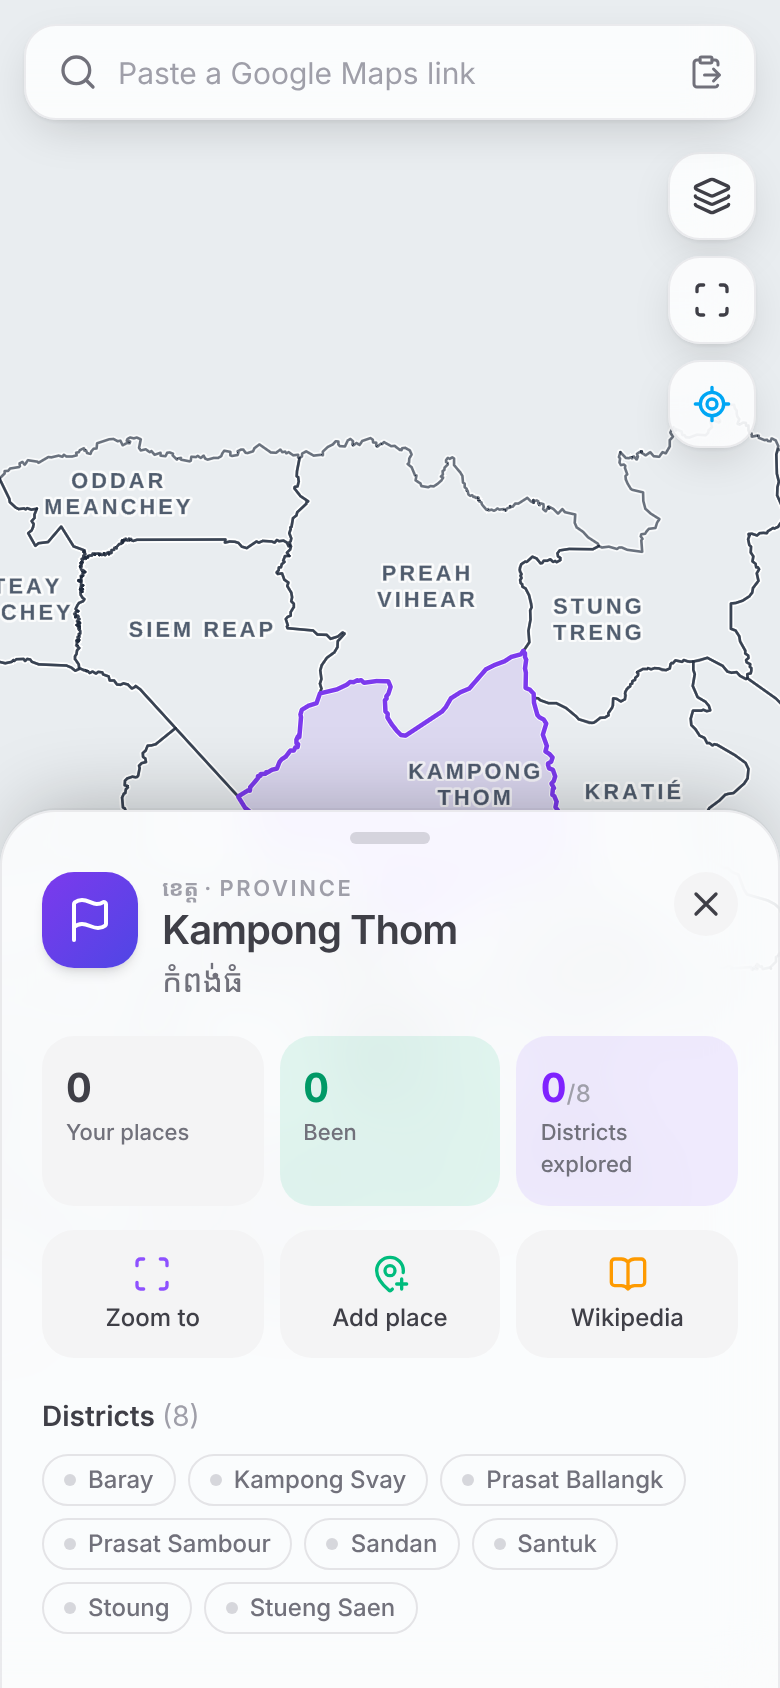 Paste a Google Maps link
ODDAR
MEANCHEY
TEAY
CHEY
PREAH
VIHEAR
SIEM REAP
STUNG
TRENG
KAMPONG
THOM
KRATIÉ
ខេត្ត · PROVINCE
Kampong Thom
កំពង់ធំ
0
Your places
0
Been
0/8
Districts
explored
Zoom to
Add place
Wikipedia
Districts (8)
Baray
Kampong Svay
Prasat Ballangk
Prasat Sambour
Sandan
Santuk
Stoung
Stueng Saen